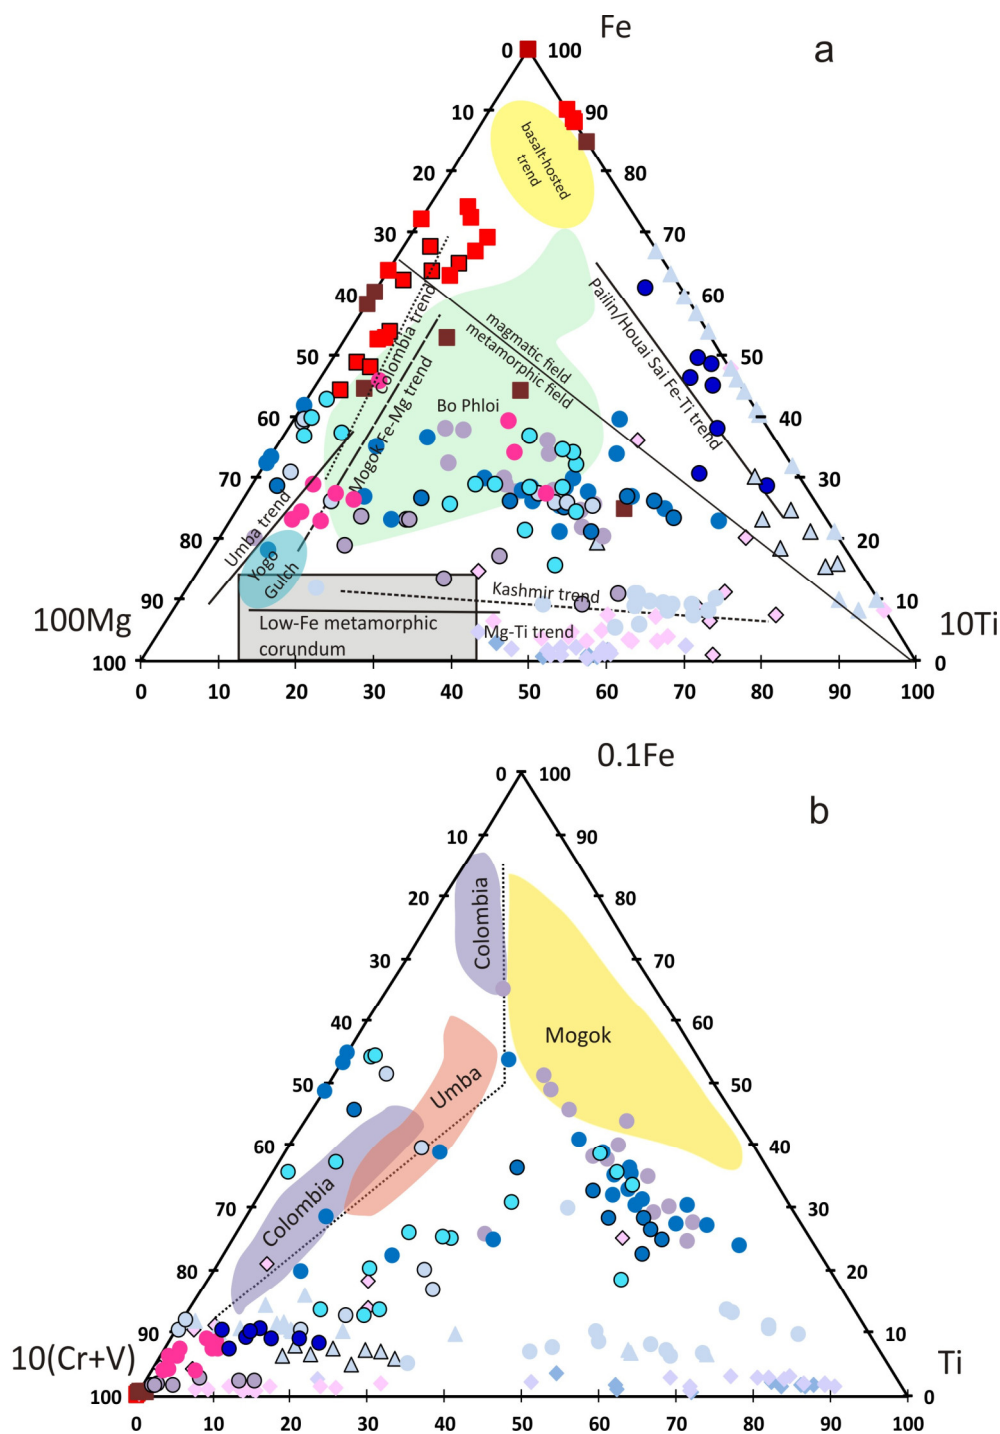 Fe
a
0 100
10 90
20 80
30 70
40 60
50 50
60 40
70 30
80 20
90 10
100 0
basalt-hosted
trend
Colombia trend
Mogok Fe-Mg trend
magmatic field
metamorphic field
Pailin/Houai Sai Fe-Ti trend
Bo Phloi
Umba trend
Yogo
Gulch
Kashmir trend
100Mg
10Ti
Low-Fe metamorphic
corundum
Mg-Ti trend
0 10 20 30 40 50 60 70 80 90 100
0.1Fe
b
0 100
10 90
20 80
30 70
40 60
50 50
60 40
70 30
80 20
90 10
100 0
Colombia
Mogok
Umba
Colombia
10(Cr+V)
Ti
0 10 20 30 40 50 60 70 80 90 100